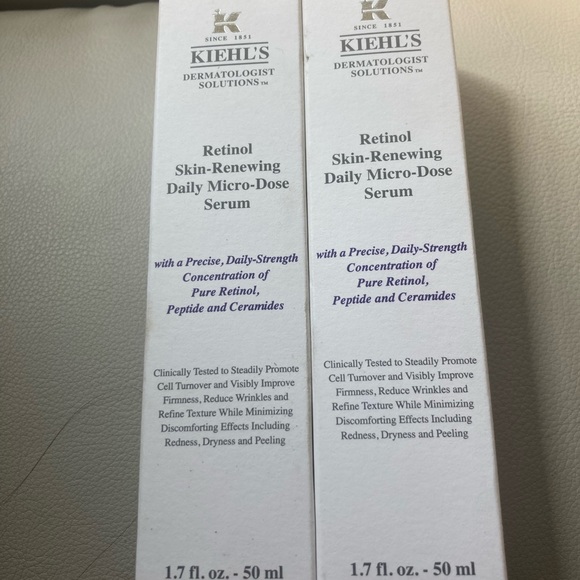 K
SINCE 1851
KIEHL'S
DERMATOLOGIST
SOLUTIONS™
Retinol
Skin-Renewing
Daily Micro-Dose
Serum
with a Precise, Daily-Strength
Concentration of
Pure Retinol,
Peptide and Ceramides
Clinically Tested to Steadily Promote
Cell Turnover and Visibly Improve
Firmness, Reduce Wrinkles and
Refine Texture While Minimizing
Discomforting Effects Including
Redness, Dryness and Peeling
1.7 fl. oz. - 50 ml
K
SINCE 1851
KIEHL'S
DERMATOLOGIST
SOLUTIONS™
Retinol
Skin-Renewing
Daily Micro-Dose
Serum
with a Precise, Daily-Strength
Concentration of
Pure Retinol,
Peptide and Ceramides
Clinically Tested to Steadily Promote
Cell Turnover and Visibly Improve
Firmness, Reduce Wrinkles and
Refine Texture While Minimizing
Discomforting Effects Including
Redness, Dryness and Peeling
1.7 fl. oz. - 50 ml